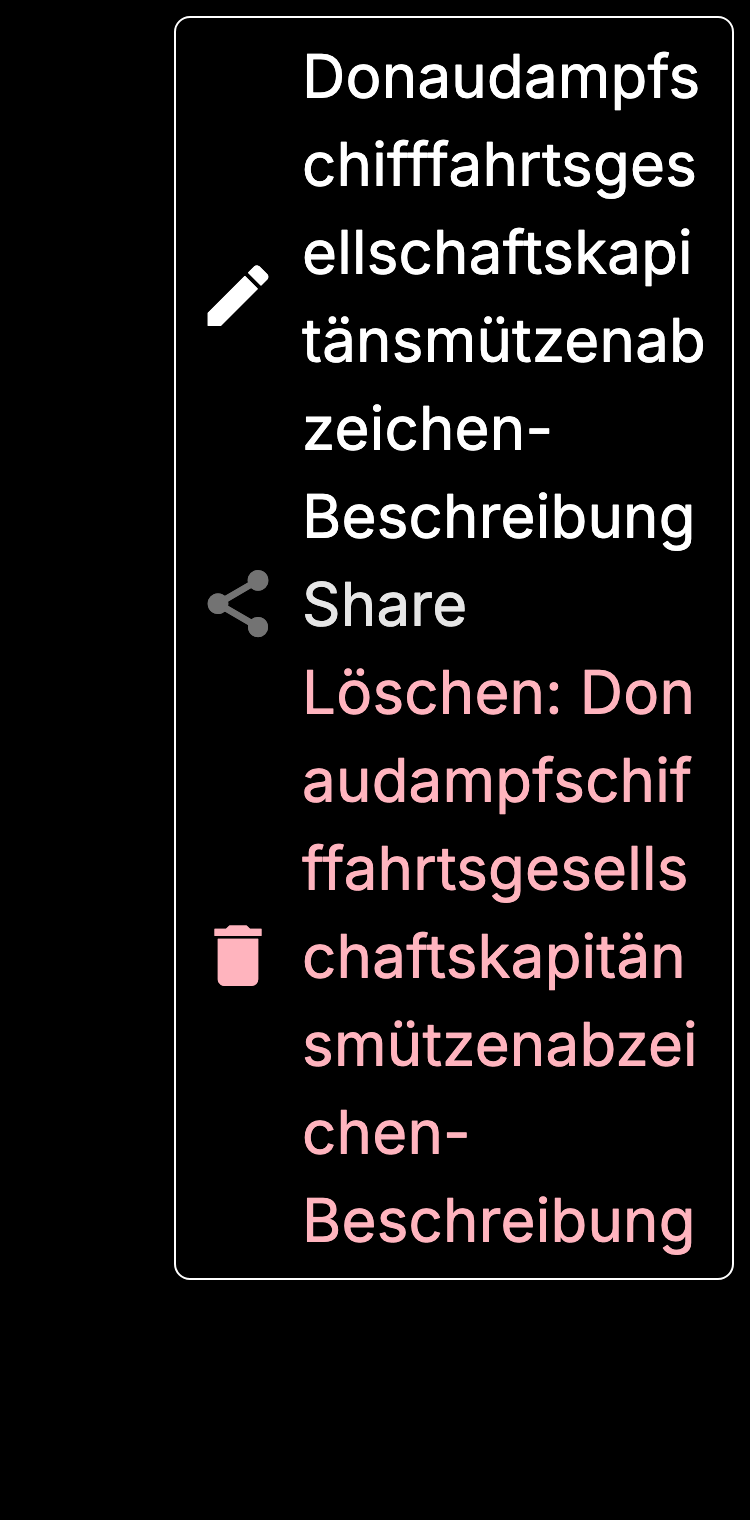 Donaudampfs
chifffahrtsges
ellschaftskapi
tänsmützenab
zeichen-
Beschreibung
Share
Löschen: Don
audampfschif
ffahrtsgesells
chaftskapitän
smützenabzei
chen-
Beschreibung